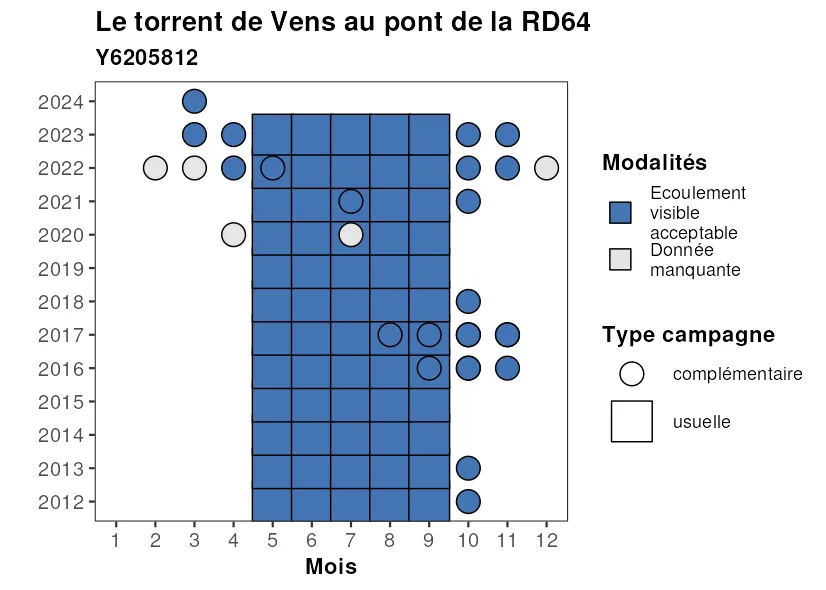 Le torrent de Vens au pont de la RD64
Y6205812
2024
2023
2022
2021
2020
2019
2018
2017
2016
2015
2014
2013
2012
1 2 3 4 5 6 7 8 9 10 11 12
Mois
Modalités
Ecoulement
visible
acceptable
Donnée
manquante
Type campagne
complémentaire
usuelle